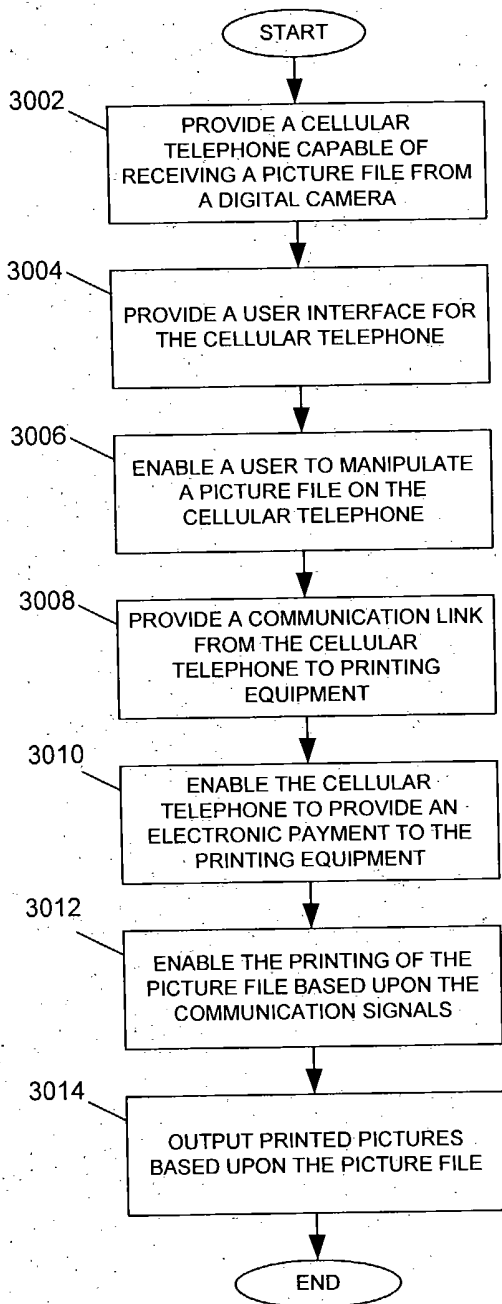 START
3002
PROVIDE A CELLULAR
TELEPHONE CAPABLE OF
RECEIVING A PICTURE FILE FROM
A DIGITAL CAMERA
3004
PROVIDE A USER INTERFACE FOR
THE CELLULAR TELEPHONE
3006
ENABLE A USER TO MANIPULATE
A PICTURE FILE ON THE
CELLULAR TELEPHONE
3008
PROVIDE A COMMUNICATION LINK
FROM THE CELLULAR
TELEPHONE TO PRINTING
EQUIPMENT
3010
ENABLE THE CELLULAR
TELEPHONE TO PROVIDE AN
ELECTRONIC PAYMENT TO THE
PRINTING EQUIPMENT
3012
ENABLE THE PRINTING OF THE
PICTURE FILE BASED UPON THE
COMMUNICATION SIGNALS
3014
OUTPUT PRINTED PICTURES
BASED UPON THE PICTURE FILE
END